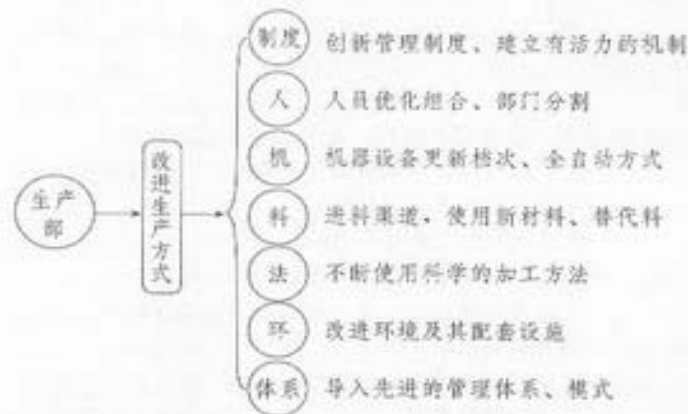 制度 创新管理制度、建立有活力的机制
人 人员优化组合、部门分割
机 机器设备更新档次、全自动方式
生产部
改进生产方式
料 进料渠道、使用新材料、替代料
法 不断使用科学的加工方法
环 改进环境及其配套设施
体系 导入先进的管理体系、模式